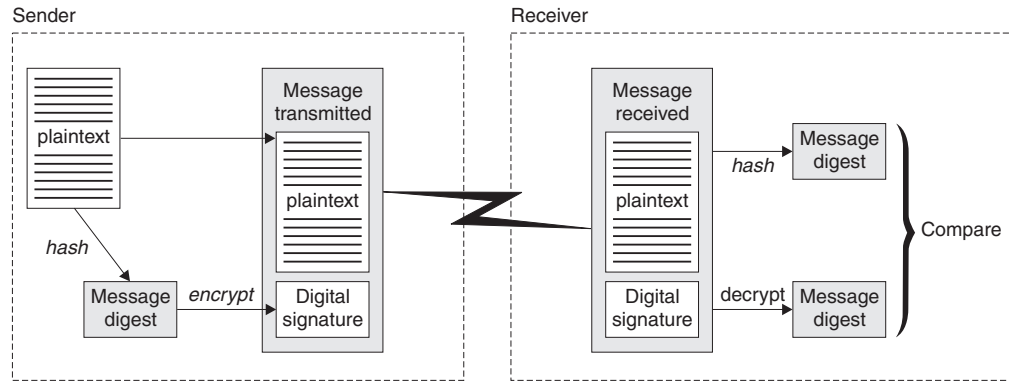 Sender
plaintext
hash
Message
digest
encrypt
Message
transmitted
plaintext
Digital
signature
Receiver
Message
received
plaintext
Digital
signature
hash
Message
digest
decrypt
Message
digest
Compare